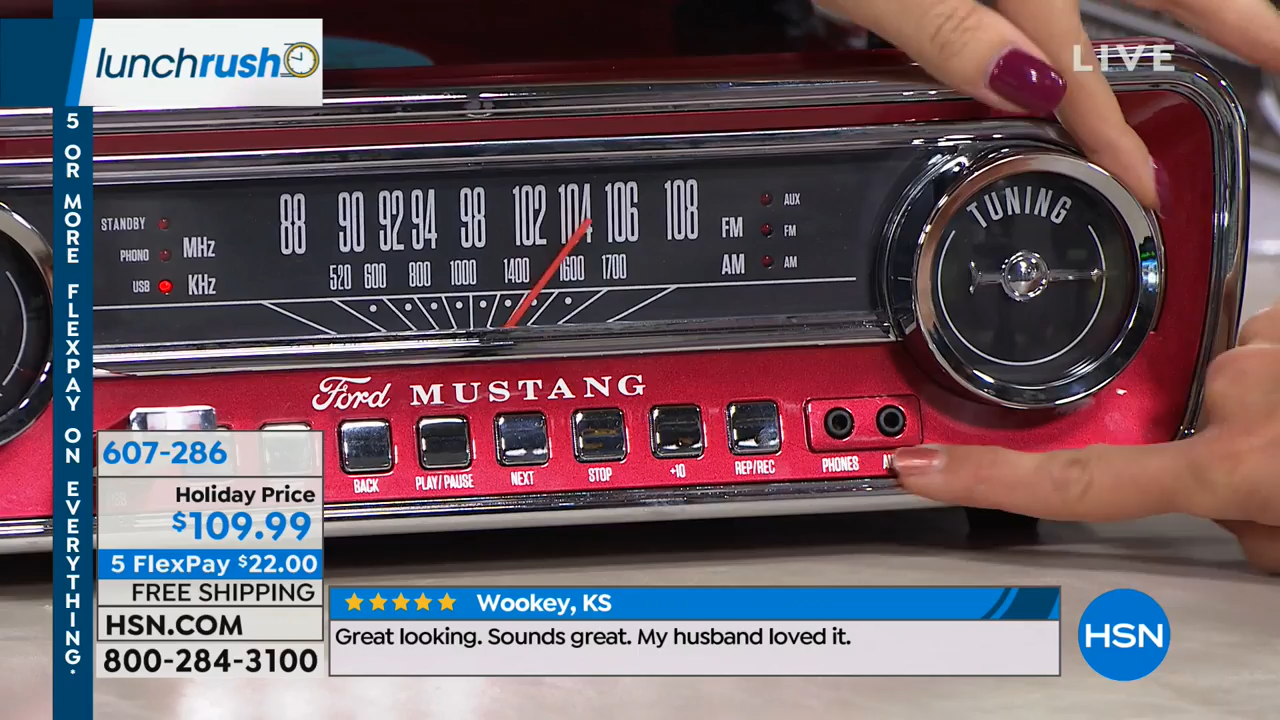 lunchrush
LIVE
5 OR MORE FLEXPAY ON EVERYTHING.
STANDBY
PHONO
USB
MHz
KHz
88 90 92 94 98 102 104 106 108
520 600 800 1000 1400 1600 1700
FM
AM
AUX
FM
AM
TUNING
Ford MUSTANG
BACK PLAY/PAUSE NEXT STOP +10 REP/REC PHONES
607-286
Holiday Price
$109.99
5 FlexPay $22.00
FREE SHIPPING
HSN.COM
800-284-3100
Wookey, KS
Great looking. Sounds great. My husband loved it.
HSN